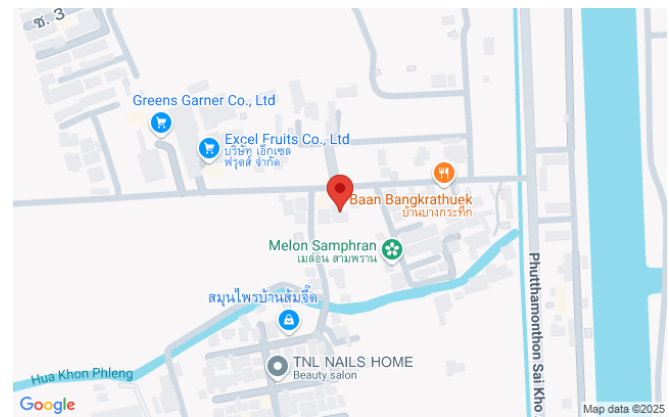 ซ. 3
Greens Garner Co., Ltd
Excel Fruits Co., Ltd
บริษัท เอ็กเซล
ฟรุตส์ จำกัด
Baan Bangkrathuek
บ้านบางกระทึก
Melon Samphran
เมล่อน สามพราน
สมุนไพรบ้านส้มจี๊ด
Hua Khon Phleng
TNL NAILS HOME
Beauty salon
Phutthamonthon Sai Kho
Google
Map data ©2025